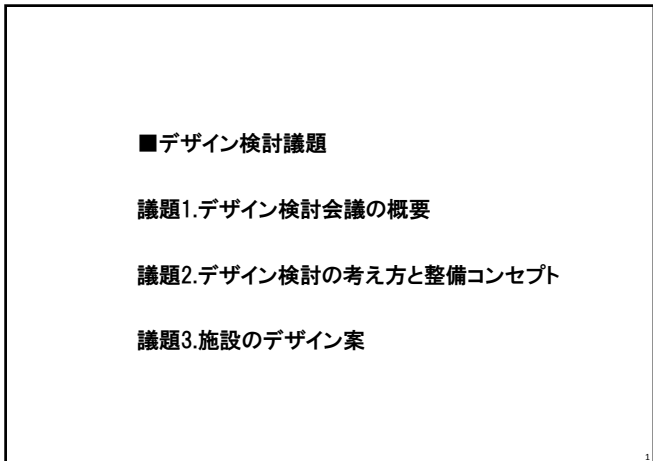 ■デザイン検討議題
議題1.デザイン検討会議の概要
議題2.デザイン検討の考え方と整備コンセプト
議題3.施設のデザイン案
1